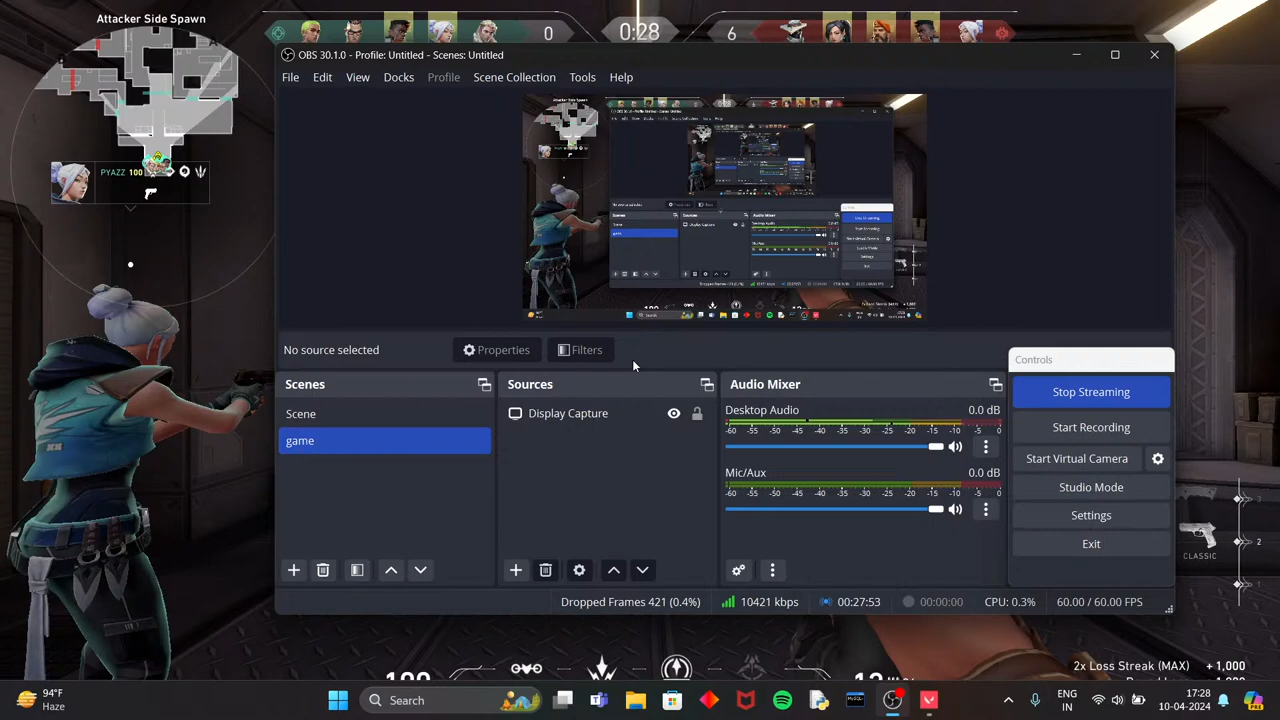 Attacker Side Spawn
0 0:28 6
PYAZZ 100
OBS 30.1.0 - Profile: Untitled - Scenes: Untitled
File Edit View Docks Profile Scene Collection Tools Help
No source selected Properties Filters
Scenes
Scene
game
Sources
Display Capture
Audio Mixer
Desktop Audio 0.0 dB
-60 -55 -50 -45 -40 -35 -30 -25 -20 -15 -10 -5 0
Mic/Aux 0.0 dB
-60 -55 -50 -45 -40 -35 -30 -25 -20 -15 -10 -5 0
Controls
Stop Streaming
Start Recording
Start Virtual Camera
Studio Mode
Settings
Exit
Dropped Frames 421 (0.4%) 10421 kbps 00:27:53 00:00:00 CPU: 0.3% 60.00 / 60.00 FPS
CLASSIC
1
2
2x Loss Streak (MAX) + 1,000
94°F
Haze
Search
ENG
IN
17:28
10-04-2024